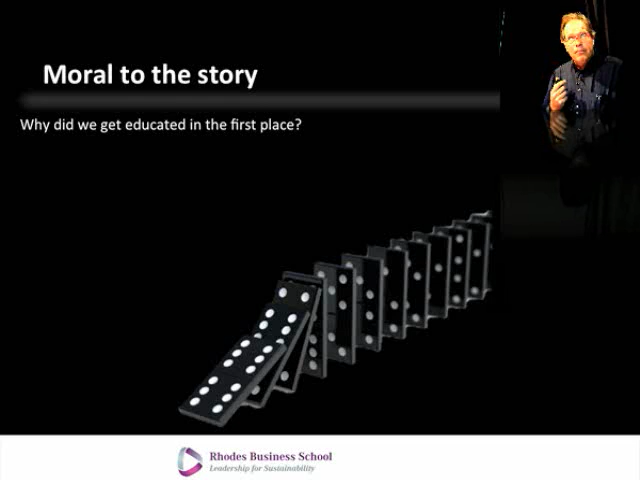 Moral to the story
Why did we get educated in the first place?
Rhodes Business School
Leadership for Sustainability